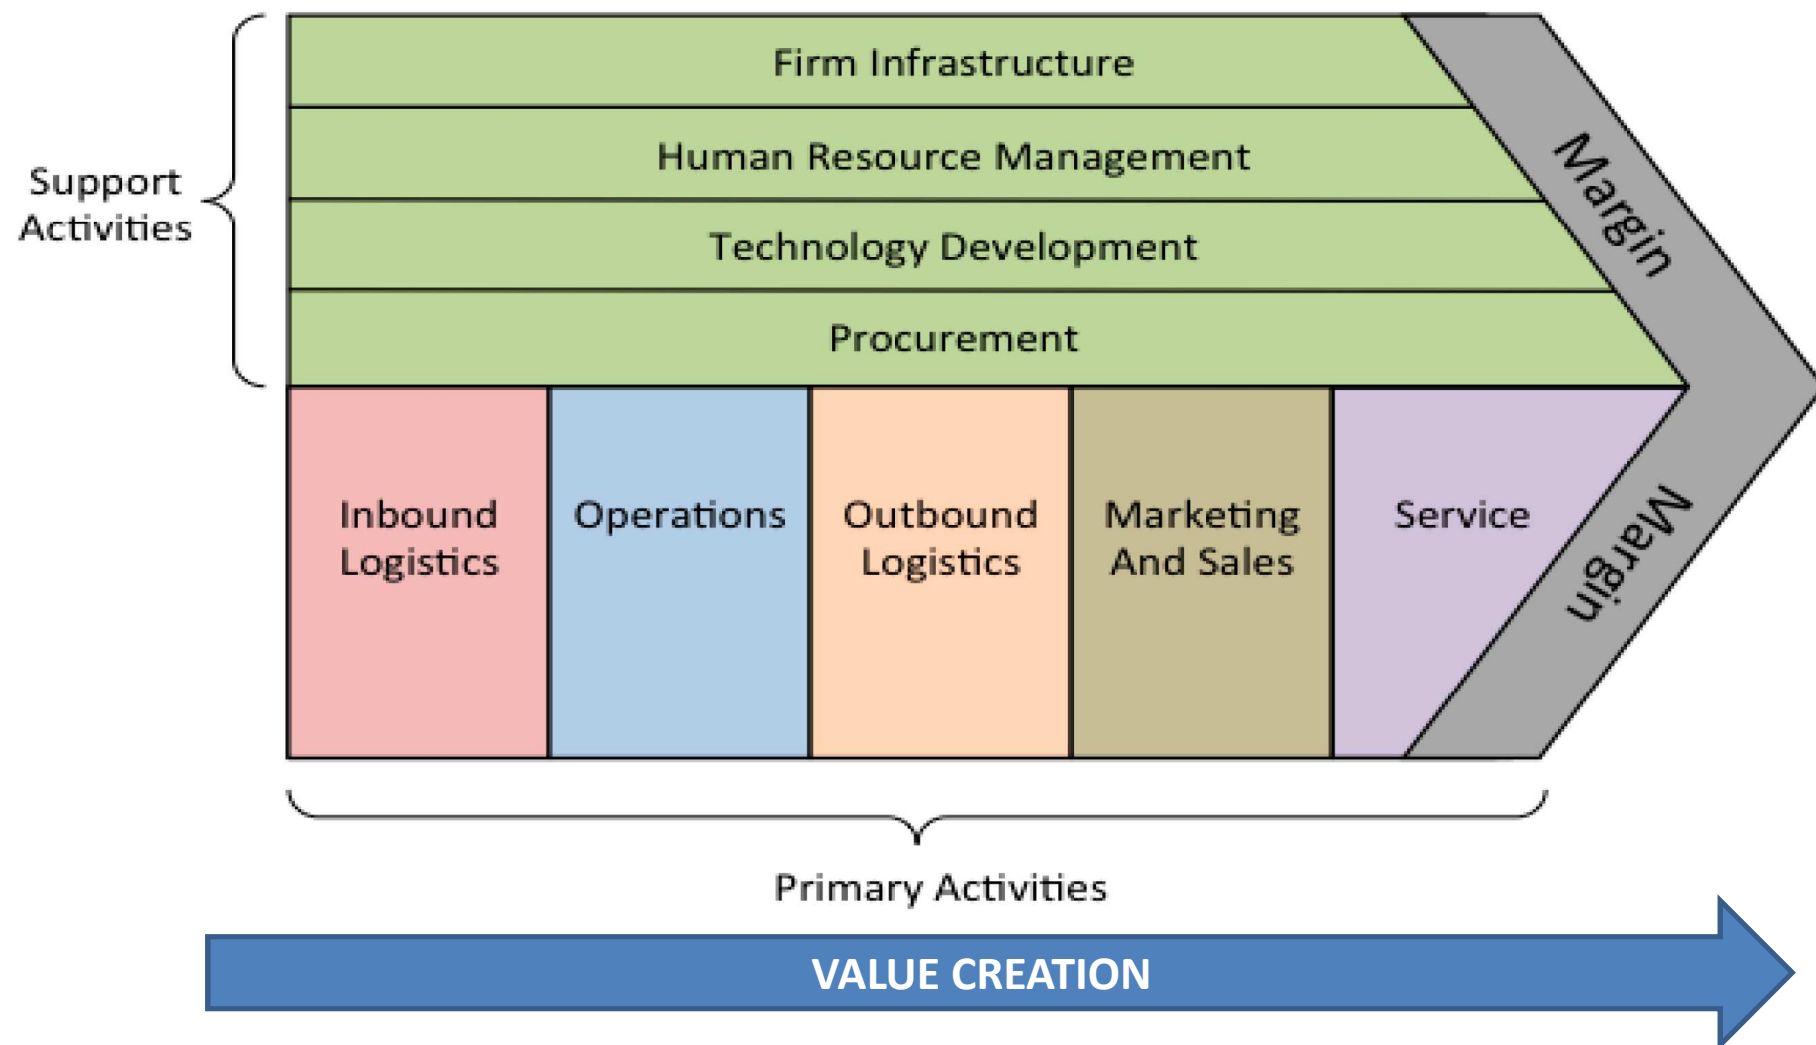 Firm Infrastructure
Human Resource Management
Support
Activities
Technology Development
Procurement
Margin
Inbound
Logistics
Operations
Outbound
Logistics
Marketing
And Sales
Service
Margin
Primary Activities
VALUE CREATION